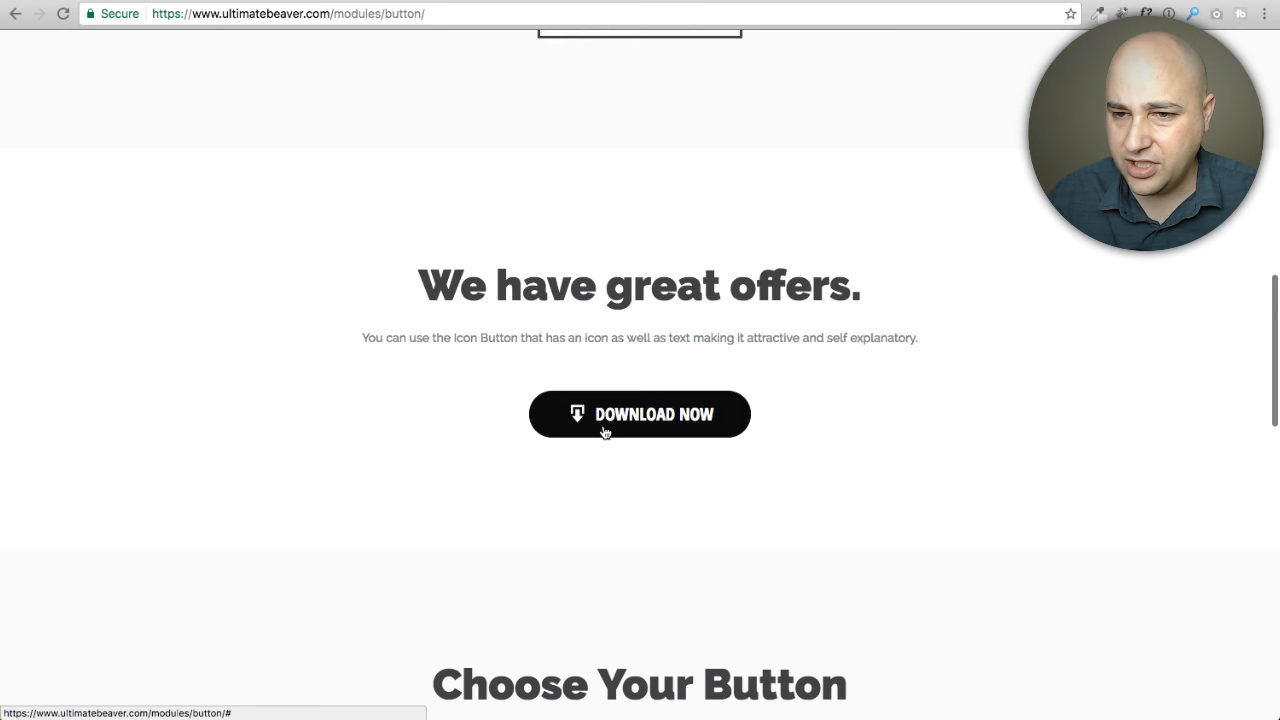 Secure https://www.ultimatebeaver.com/modules/button/
We have great offers.
You can use the Icon Button that has an icon as well as text making it attractive and self explanatory.
DOWNLOAD NOW
Choose Your Button
https://www.ultimatebeaver.com/modules/button/#